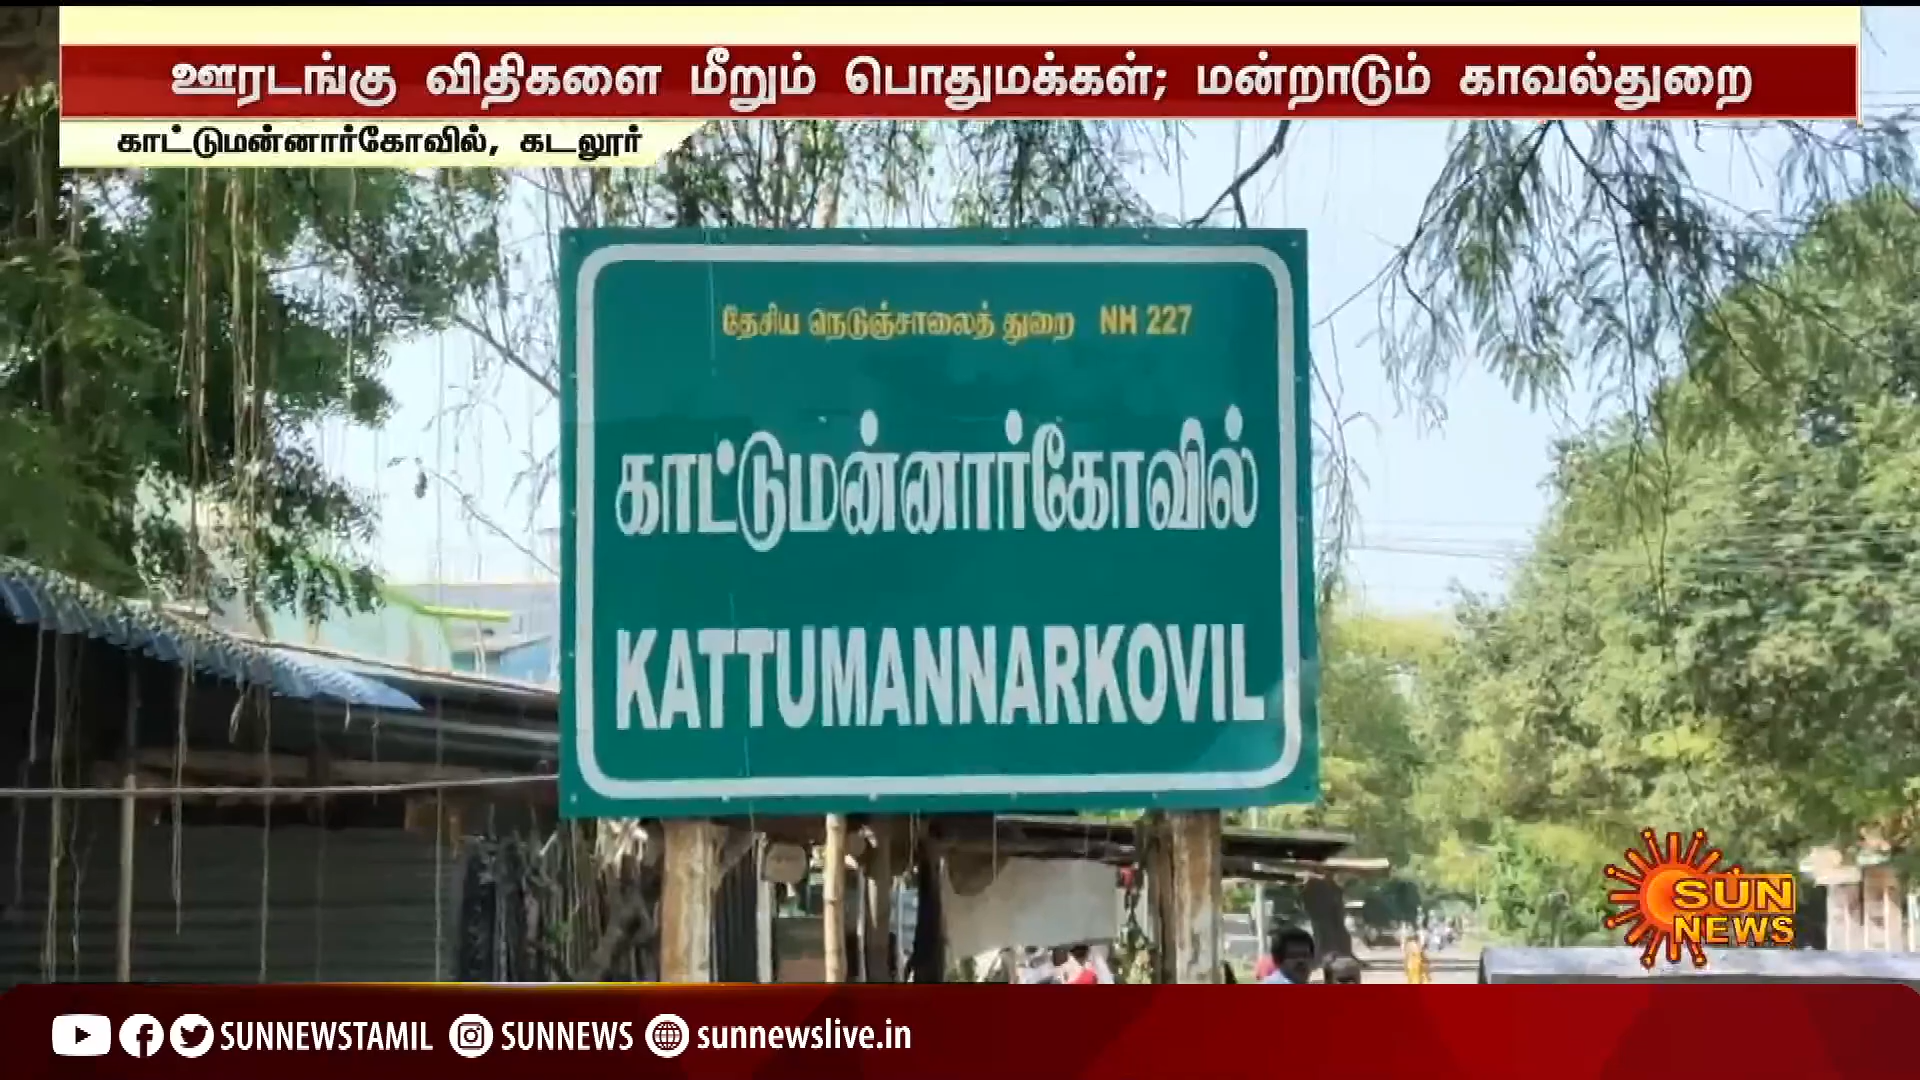 ஊரடங்கு விதிகளை மீறும் பொதுமக்கள்; மன்றாடும் காவல்துறை
காட்டுமன்னார்கோவில், கடலூர்
தேசிய நெடுஞ்சாலைத் துறை NH 227
காட்டுமன்னார்கோவில்
KATTUMANNARKOVIL
SUN
NEWS
SUNNEWSTAMIL SUNNEWS sunnewslive.in